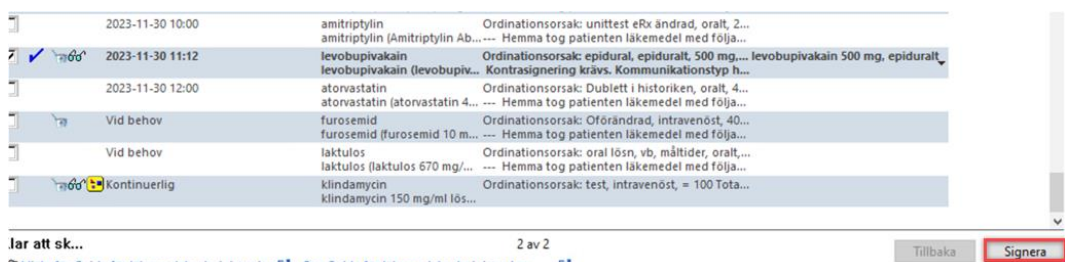 2023-11-30 10:00 amitriptylin Ordinationsorsak: unittest eRx ändrad, oralt, 2...
amitriptylin (Amitriptylin Ab... --- Hemma tog patienten läkemedel med följa...
2023-11-30 11:12 levobupivakain Ordinationsorsak: epidural, epiduralt, 500 mg,... levobupivakain 500 mg, epiduralt
levobupivakain (levobupiv... Kontrasignering krävs. Kommunikationstyp h...
2023-11-30 12:00 atorvastatin Ordinationsorsak: Dublett i historiken, oralt, 4...
atorvastatin (atorvastatin 4... --- Hemma tog patienten läkemedel med följa...
Vid behov furosemid Ordinationsorsak: Oförändrad, intravenöst, 40...
furosemid (furosemid 10 m... --- Hemma tog patienten läkemedel med följa...
Vid behov laktulos Ordinationsorsak: oral lösn, vb, måltider, oralt,...
laktulos (laktulos 670 mg/... --- Hemma tog patienten läkemedel med följa...
Kontinuerlig klindamycin Ordinationsorsak: test, intravenöst, = 100 Tota...
klindamycin 150 mg/ml lös...
lar att sk... 2 av 2
Tillbaka Signera